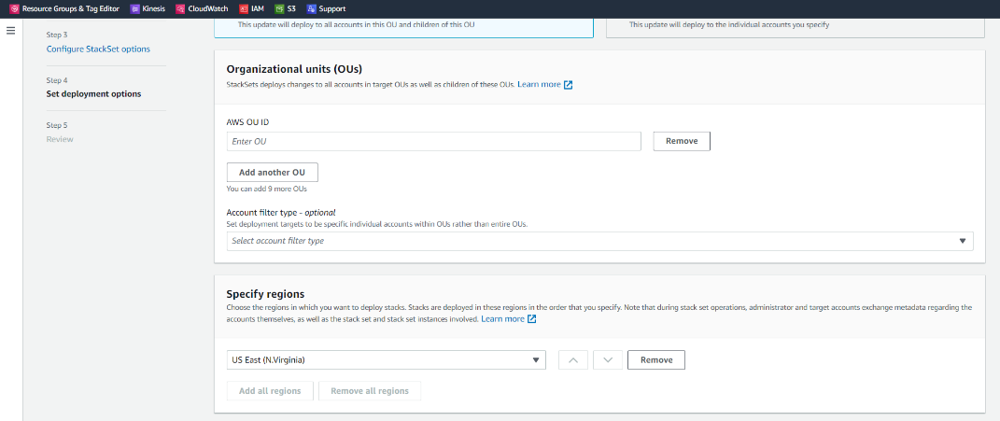 Resource Groups & Tag Editor Kinesis CloudWatch IAM S3 Support
This update will deploy to all accounts in this OU and children of this OU
This update will deploy to the individual accounts you specify
Step 3
Configure StackSet options
Step 4
Set deployment options
Step 5
Review
Organizational units (OUs)
StackSets deploys changes to all accounts in target OUs as well as children of these OUs. Learn more
AWS OU ID
Enter OU
Remove
Add another OU
You can add 9 more OUs
Account filter type - optional
Set deployment targets to be specific individual accounts within OUs rather than entire OUs.
Select account filter type
Specify regions
Choose the regions in which you want to deploy stacks. Stacks are deployed in these regions in the order that you specify. Note that during stack set operations, administrator and target accounts exchange metadata regarding the
accounts themselves, as well as the stack set and stack set instances involved. Learn more
US East (N.Virginia)
Remove
Add all regions
Remove all regions